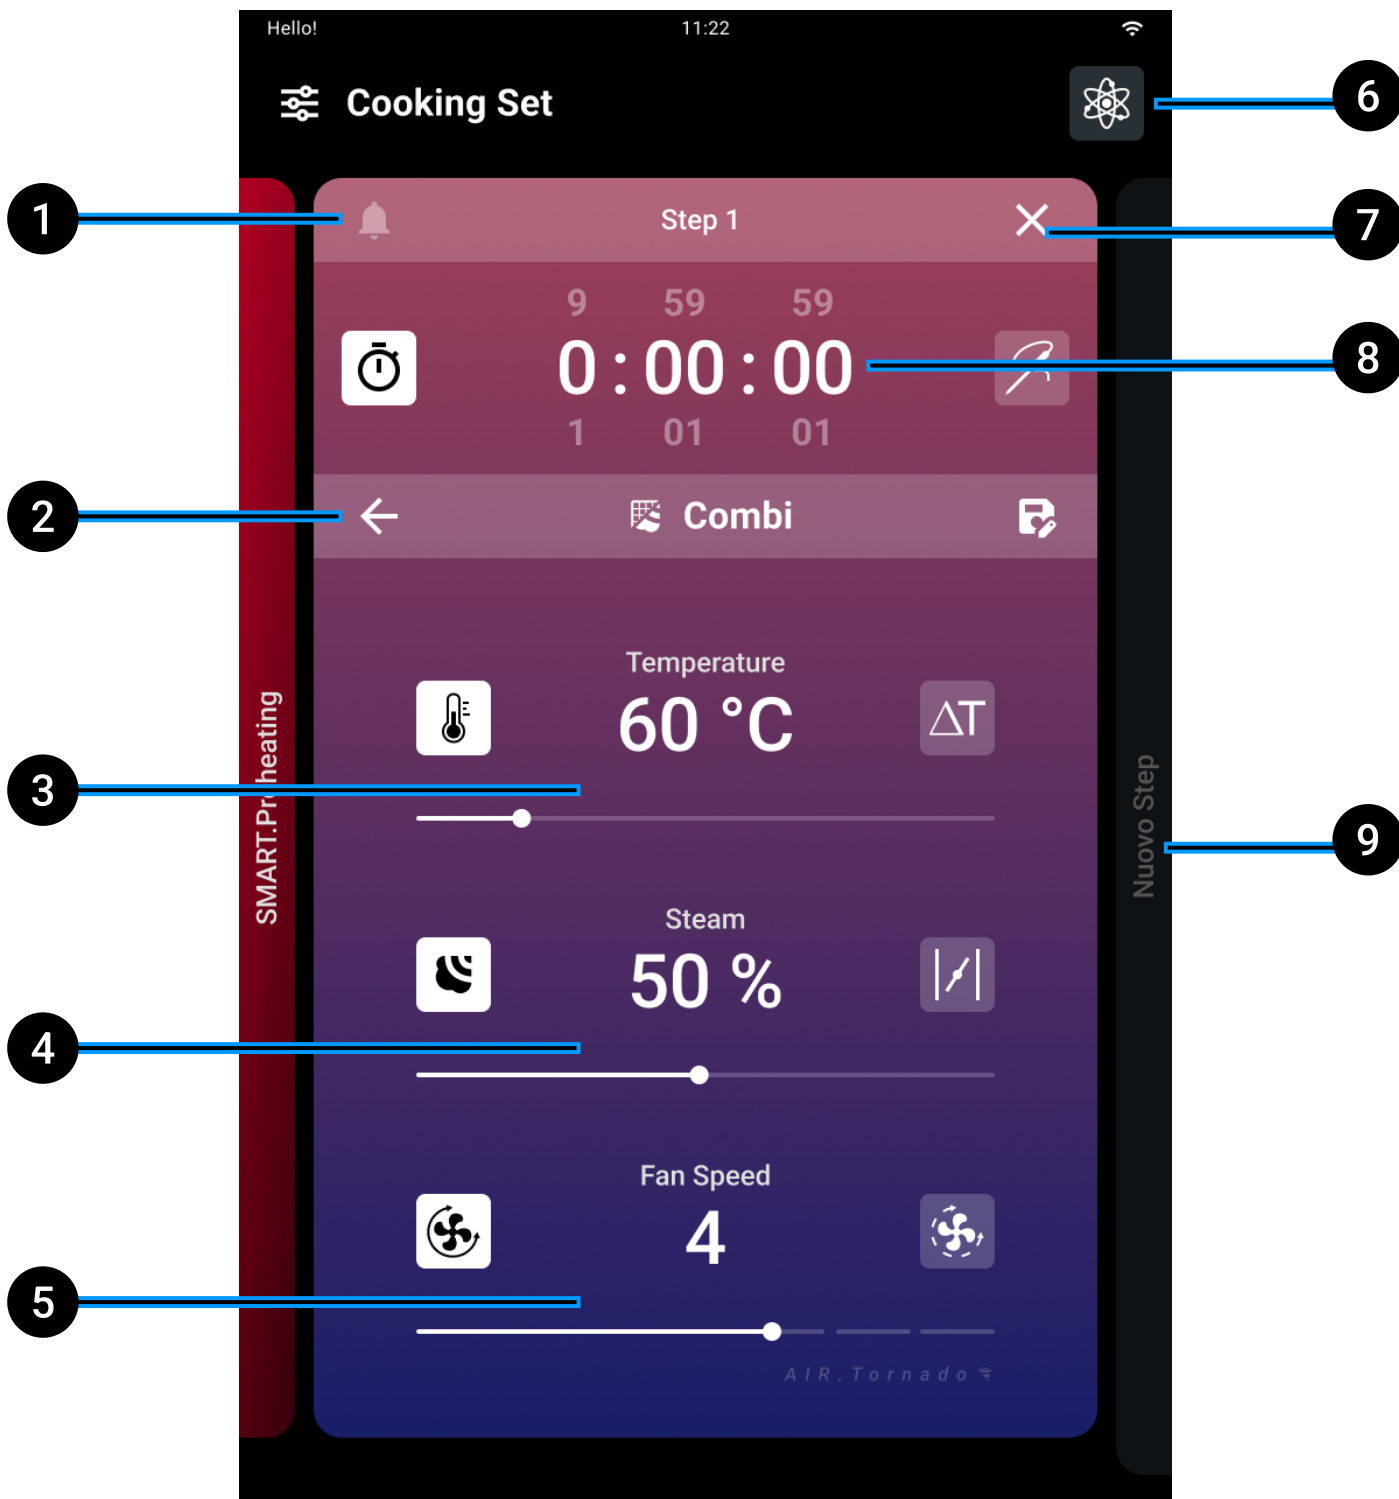 Hello!
11:22
Cooking Set
6
1
Step 1
7
9 59 59
0 : 00 : 00
8
1 01 01
2
Combi
Temperature
60 °C
ΔT
3
SMART.Preheating
Nuovo Step
9
Steam
50 %
4
Fan Speed
4
5
AIR.Tornado